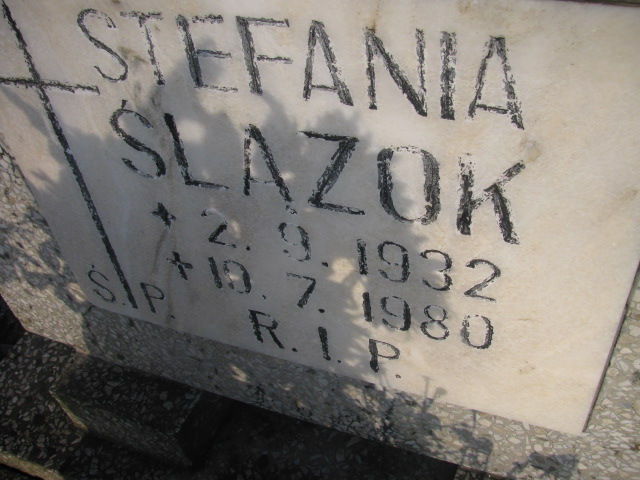 STEFANIA
ŚLAZOK
* 2. 9. 1932
+ 10. 7. 1980
Ś. P.
R. I. P.